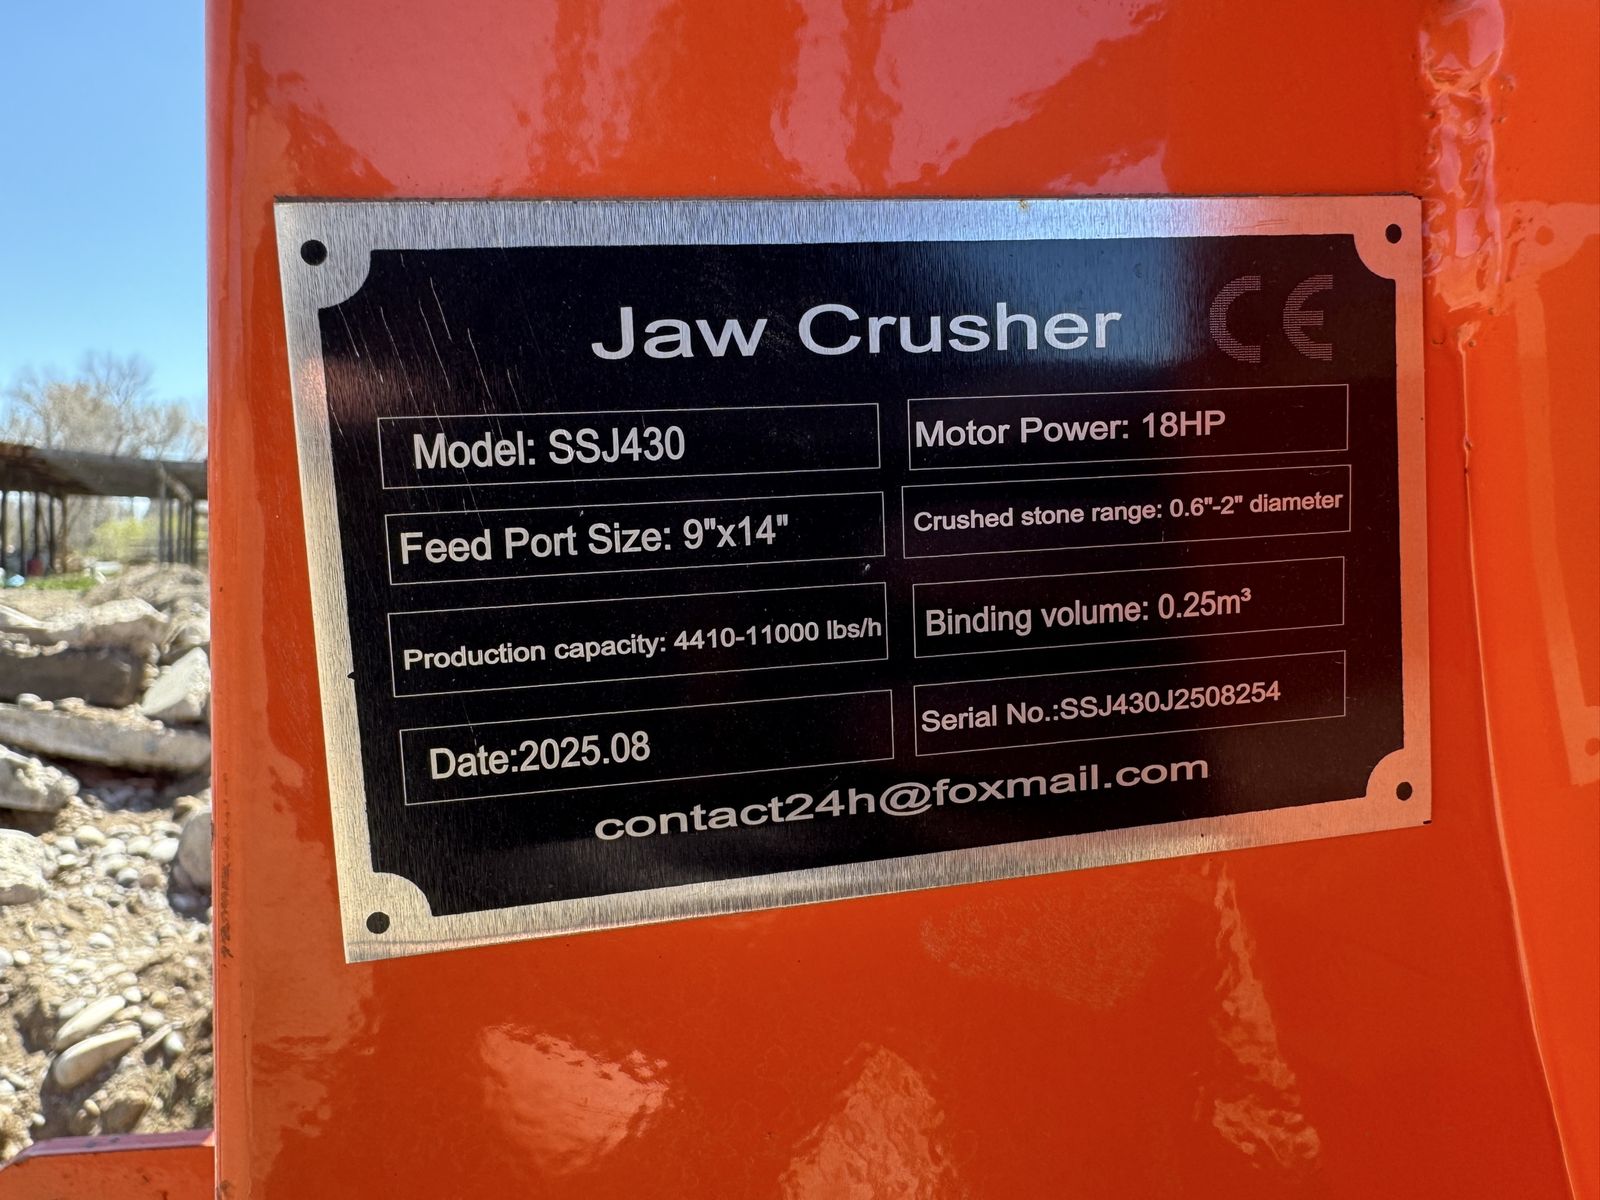 Jaw Crusher CE
Model: SSJ430
Motor Power: 18HP
Feed Port Size: 9"x14"
Crushed stone range: 0.6"-2" diameter
Production capacity: 4410-11000 lbs/h
Binding volume: 0.25m³
Date:2025.08
Serial No.:SSJ430J2508254
contact24h@foxmail.com